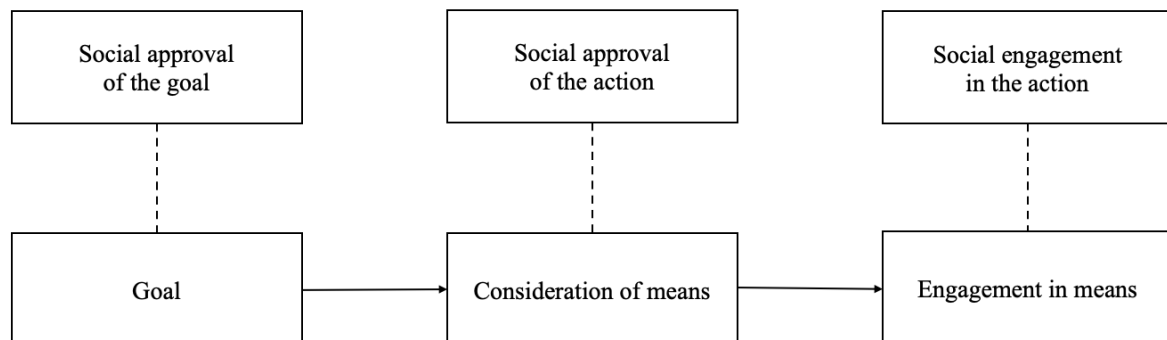 Social approval
of the goal
Social approval
of the action
Social engagement
in the action
Goal
Consideration of means
Engagement in means